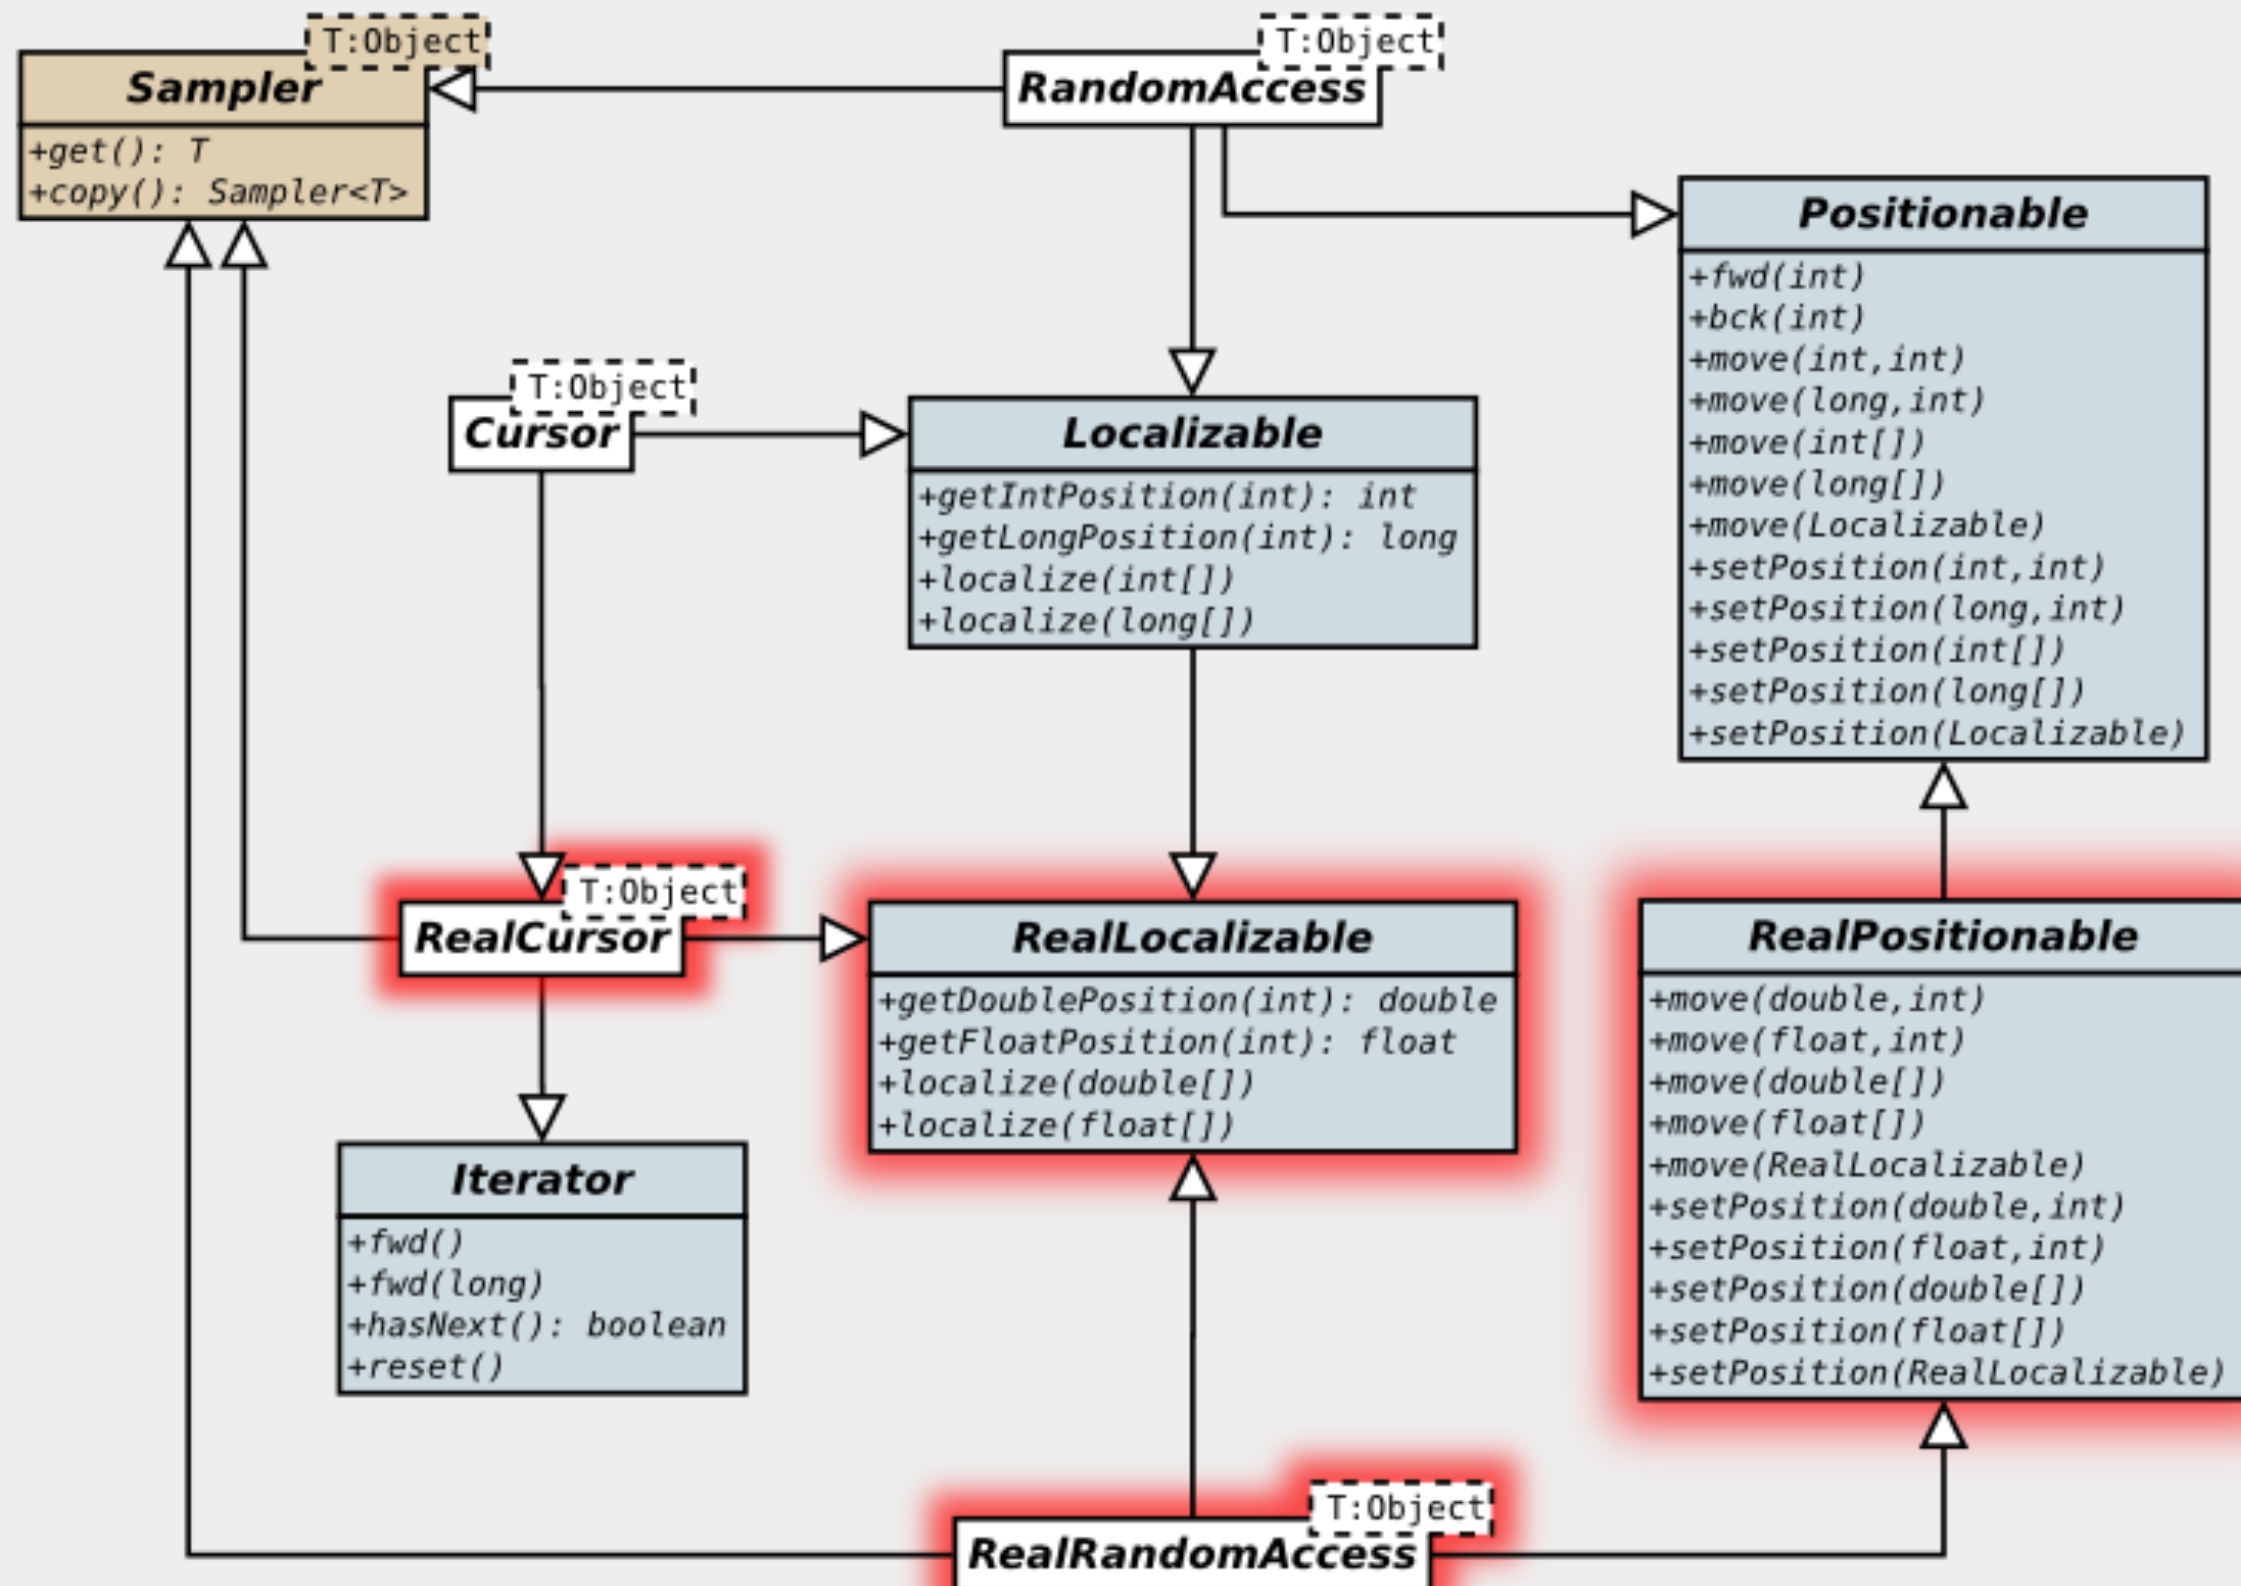 T:Object
Sampler
+get(): T
+copy(): Sampler<T>
T:Object
RandomAccess
Positionable
+fwd(int)
+bck(int)
+move(int,int)
+move(long,int)
+move(int[])
+move(long[])
+move(Localizable)
+setPosition(int,int)
+setPosition(long,int)
+setPosition(int[])
+setPosition(long[])
+setPosition(Localizable)
T:Object
Cursor
Localizable
+getIntPosition(int): int
+getLongPosition(int): long
+localize(int[])
+localize(long[])
T:Object
RealCursor
RealLocalizable
+getDoublePosition(int): double
+getFloatPosition(int): float
+localize(double[])
+localize(float[])
RealPositionable
+move(double,int)
+move(float,int)
+move(double[])
+move(float[])
+move(RealLocalizable)
+setPosition(double,int)
+setPosition(float,int)
+setPosition(double[])
+setPosition(float[])
+setPosition(RealLocalizable)
Iterator
+fwd()
+fwd(long)
+hasNext(): boolean
+reset()
T:Object
RealRandomAccess